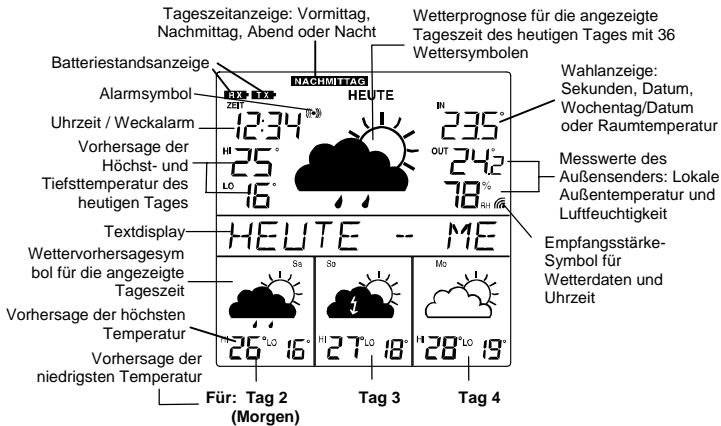 Tageszeitanzeige: Vormittag,
Nachmittag, Abend oder Nacht
Wetterprognose für die angezeigte
Tageszeit des heutigen Tages mit 36
Wettersymbolen
Batteriestandsanzeige
Alarmsymbol
Uhrzeit / Weckalarm
Vorhersage der
Höchst- und
Tiefsttemperatur des
heutigen Tages
Textdisplay
Wettervorhersagesym
bol für die angezeigte
Tageszeit
Vorhersage der höchsten
Temperatur
Vorhersage der
niedrigsten Temperatur
NACHMITTAG
HEUTE
RX TX
ZEIT
12:34
HI
25°
LO
16°
IN
23.5°
OUT
24.2°
78%
RH
HEUTE -- ME
Sa
So
Mo
HI 26° LO 16°
HI 27° LO 18°
HI 28° LO 19°
Wahlanzeige:
Sekunden, Datum,
Wochentag/Datum
oder Raumtemperatur
Messwerte des
Außensenders: Lokale
Außentemperatur und
Luftfeuchtigkeit
Empfangsstärke-
Symbol für
Wetterdaten und
Uhrzeit
Für: Tag 2
(Morgen)
Tag 3
Tag 4